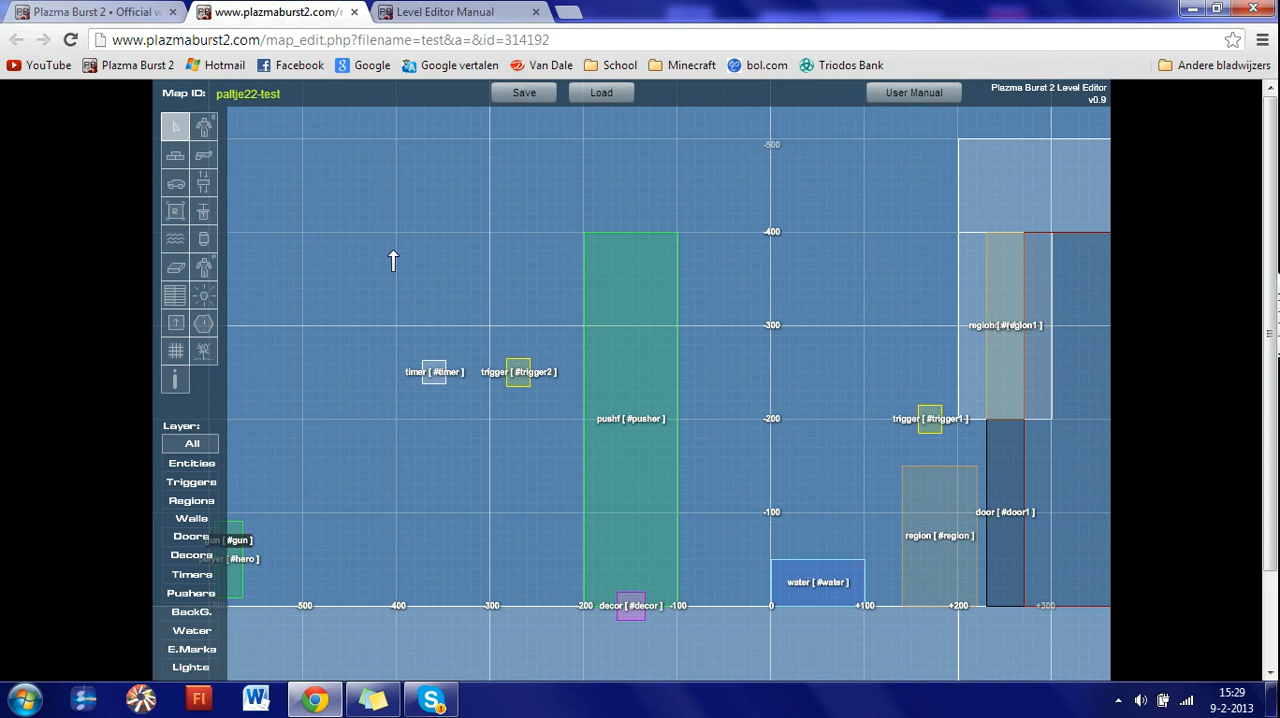 Plazma Burst 2 • Official w
www.plazmaburst2.com/r
Level Editor Manual
www.plazmaburst2.com/map_edit.php?filename=test&a=&id=314192
YouTube Plazma Burst 2 Hotmail Facebook Google Google vertalen Van Dale School Minecraft bol.com Triodos Bank Andere bladwijzers
Map ID: paltje22-test
Save
Load
User Manual
Plazma Burst 2 Level Editor
v0.9
-500
-400
-300
-200
-100
region [ #region1 ]
timer [ #timer ]
trigger [ #trigger2 ]
pushf [ #pusher ]
trigger [ #trigger1 ]
door [ #door1 ]
region [ #region ]
gun [ #gun ]
player [ #hero ]
water [ #water ]
decor [ #decor ]
-500 -400 -300 -200 -100 0 +100 +200 +300
Layer:
All
Entities
Triggers
Regions
Walls
Doors
Decors
Timers
Pushers
BackG.
Water
E.Marks
Lights
15:29
9-2-2013